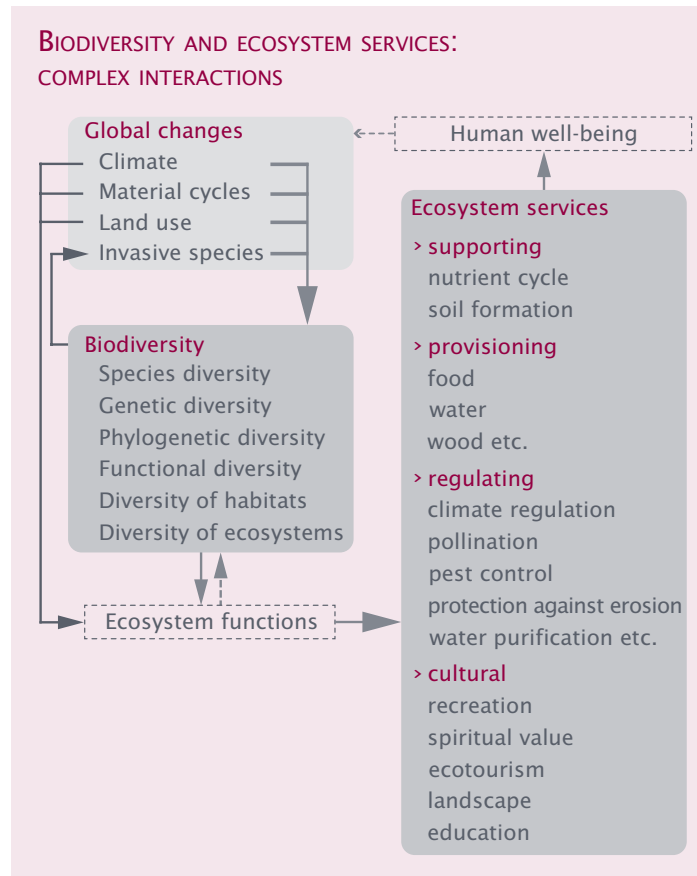 BIODIVERSITY AND ECOSYSTEM SERVICES:
COMPLEX INTERACTIONS
Global changes
Climate
Material cycles
Land use
Invasive species
Biodiversity
Species diversity
Genetic diversity
Phylogenetic diversity
Functional diversity
Diversity of habitats
Diversity of ecosystems
Ecosystem functions
Human well-being
Ecosystem services
> supporting
nutrient cycle
soil formation
> provisioning
food
water
wood etc.
> regulating
climate regulation
pollination
pest control
protection against erosion
water purification etc.
> cultural
recreation
spiritual value
ecotourism
landscape
education